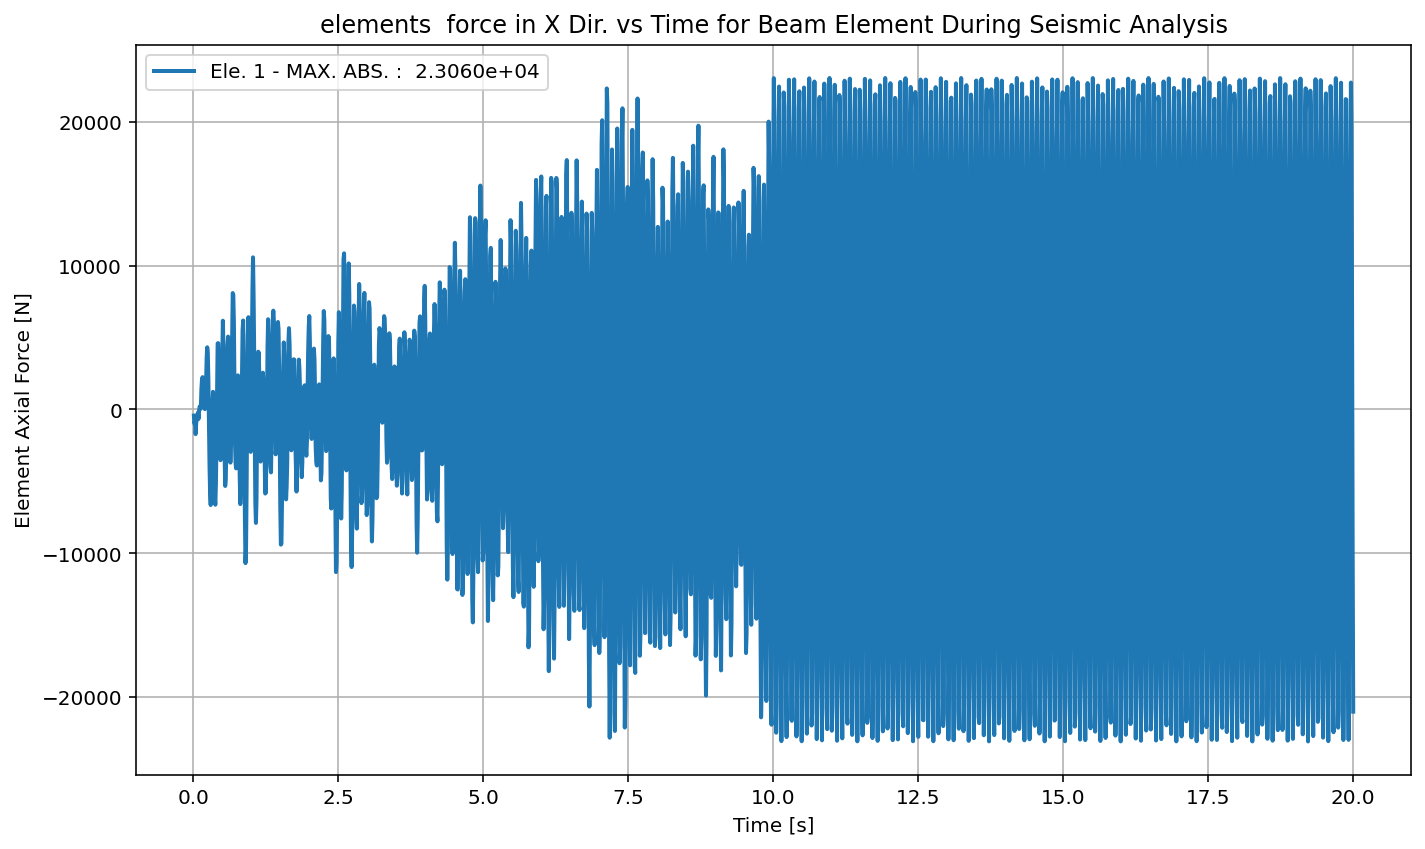 elements  force in X Dir. vs Time for Beam Element During Seismic Analysis
Ele. 1 - MAX. ABS. :  2.3060e+04
Element Axial Force [N]
20000
10000
0
−10000
−20000
0.0 2.5 5.0 7.5 10.0 12.5 15.0 17.5 20.0
Time [s]